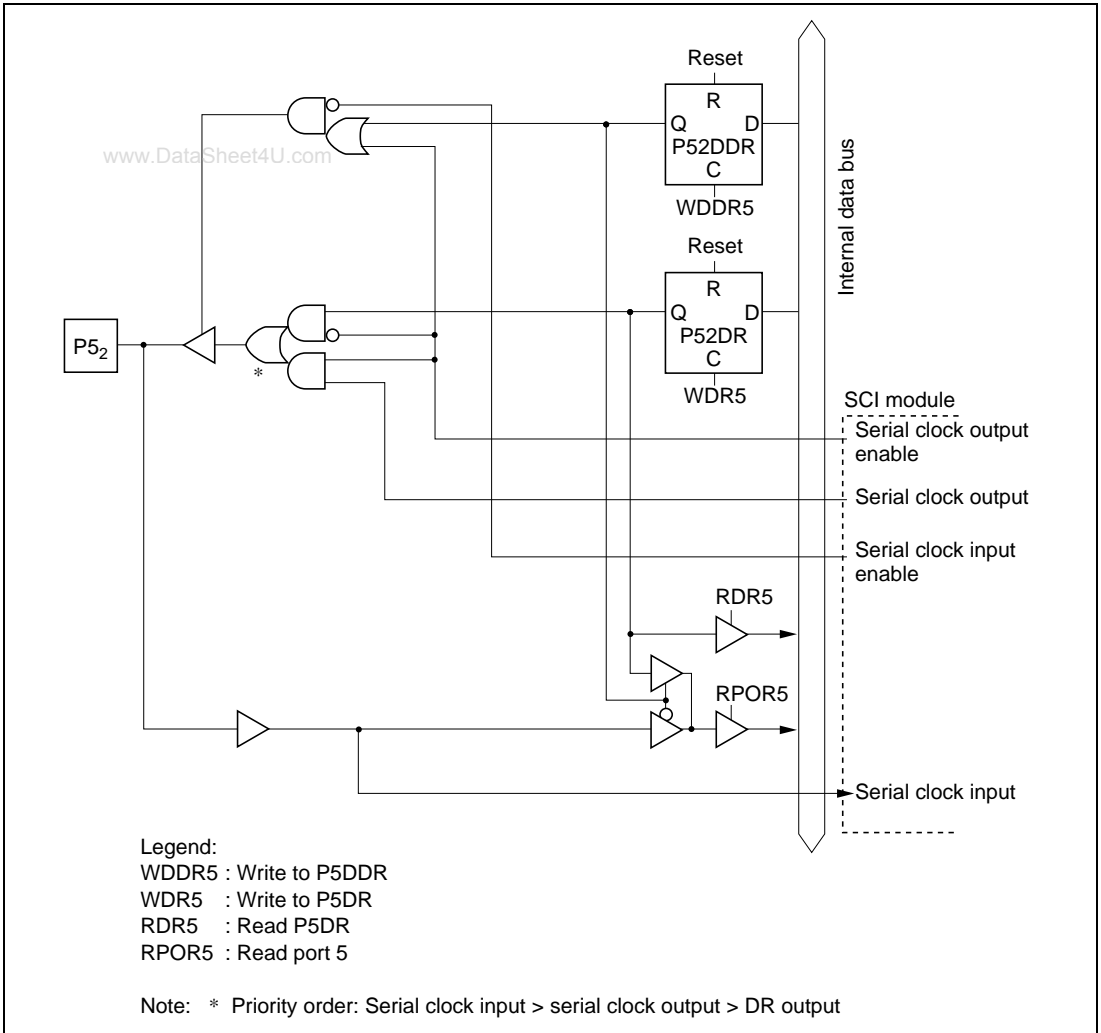 Reset
R
Q D
P52DDR
C
WDDR5
www.DataSheet4U.com
Internal data bus
Reset
R
Q D
P52DR
C
WDR5
P5₂
*
SCI module
Serial clock output
enable
Serial clock output
Serial clock input
enable
RDR5
RPOR5
Serial clock input
Legend:
WDDR5 : Write to P5DDR
WDR5 : Write to P5DR
RDR5 : Read P5DR
RPOR5 : Read port 5
Note: * Priority order: Serial clock input > serial clock output > DR output